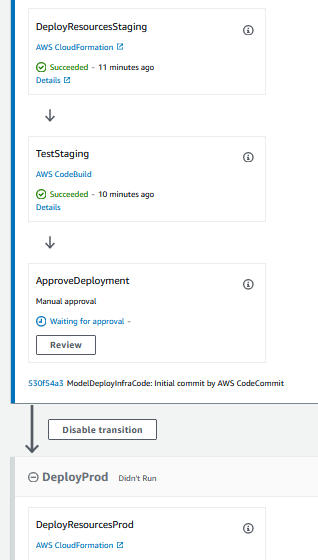 DeployResourcesStaging
AWS CloudFormation
Succeeded - 11 minutes ago
Details
TestStaging
AWS CodeBuild
Succeeded - 10 minutes ago
Details
ApproveDeployment
Manual approval
Waiting for approval -
Review
530f54a3 ModelDeployInfraCode: Initial commit by AWS CodeCommit
Disable transition
DeployProd Didn't Run
DeployResourcesProd
AWS CloudFormation